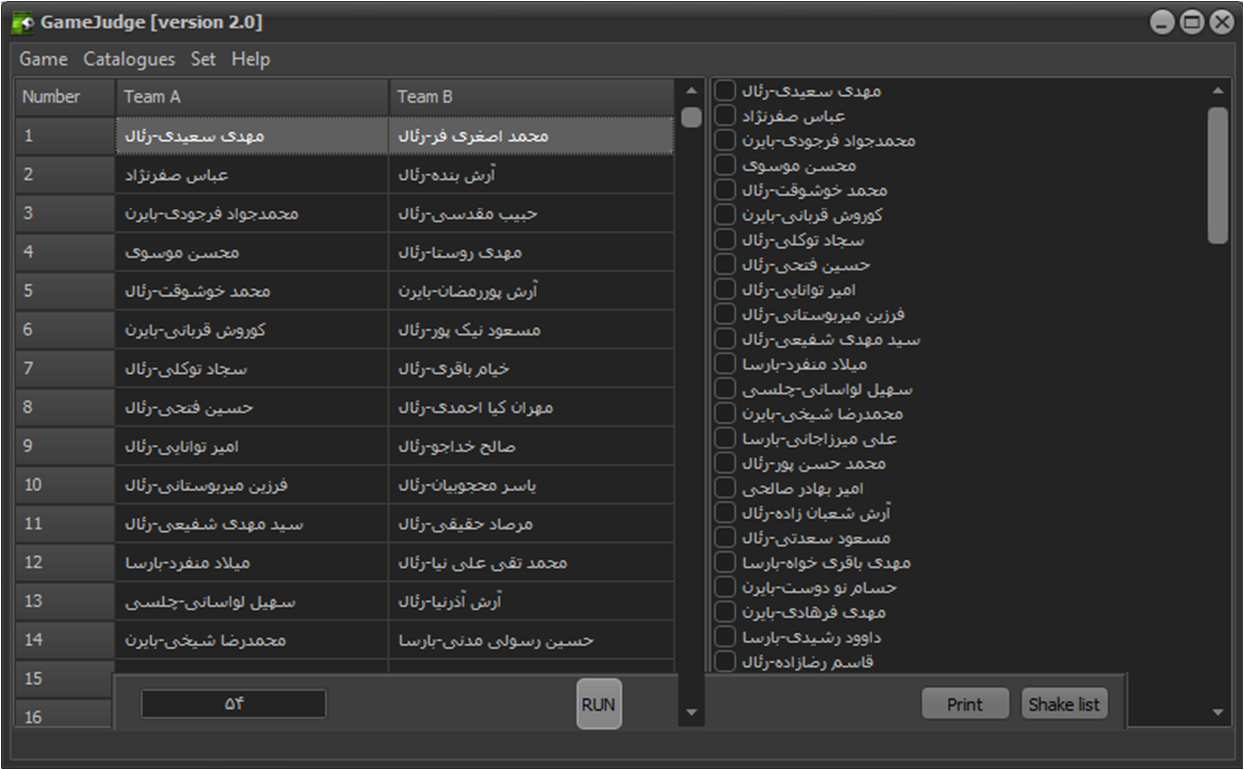 GameJudge [version 2.0]
Game Catalogues Set Help
Number Team A Team B
1 مهدی سعیدی-رئال محمد اصغری فر-رئال
2 عباس صفرنژاد آرش بنده-رئال
3 محمدجواد فرجودی-بایرن حبیب مقدسی-رئال
4 محسن موسوی مهدی روستا-رئال
5 محمد خوشوقت-رئال آرش پوررمضان-بایرن
6 کوروش قربانی-بایرن مسعود نیک پور-رئال
7 سجاد توکلی-رئال خیام باقری-رئال
8 حسین فتحی-رئال مهران کیا احمدی-رئال
9 امیر توانایی-رئال صالح خداجو-رئال
10 فرزین میربوستانی-رئال یاسر محجوبیان-رئال
11 سید مهدی شفیعی-رئال مرصاد حقیقی-رئال
12 میلاد منفرد-بارسا محمد تقی علی نیا-رئال
13 سهیل لواسانی-چلسی آرش آذرنیا-رئال
14 محمدرضا شیخی-بایرن حسین رسولی مدنی-بارسا
15
16
۵۴ RUN
مهدی سعیدی-رئال
عباس صفرنژاد
محمدجواد فرجودی-بایرن
محسن موسوی
محمد خوشوقت-رئال
کوروش قربانی-بایرن
سجاد توکلی-رئال
حسین فتحی-رئال
امیر توانایی-رئال
فرزین میربوستانی-رئال
سید مهدی شفیعی-رئال
میلاد منفرد-بارسا
سهیل لواسانی-چلسی
محمدرضا شیخی-بایرن
علی میرزاجانی-بارسا
محمد حسن پور-رئال
امیر بهادر صالحی
آرش شعبان زاده-رئال
مسعود سعدتی-رئال
مهدی باقری خواه-بارسا
حسام نو دوست-بایرن
مهدی فرهادی-بایرن
داوود رشیدی-بارسا
قاسم رضازاده-رئال
Print Shake list